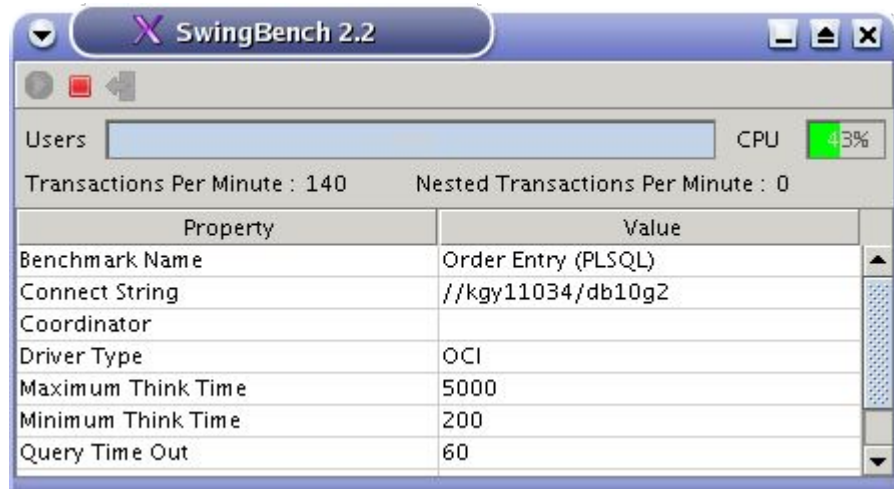 SwingBench 2.2
Users CPU 43%
Transactions Per Minute : 140 Nested Transactions Per Minute : 0
Property Value
Benchmark Name Order Entry (PLSQL)
Connect String //kgy11034/db10g2
Coordinator
Driver Type OCI
Maximum Think Time 5000
Minimum Think Time 200
Query Time Out 60